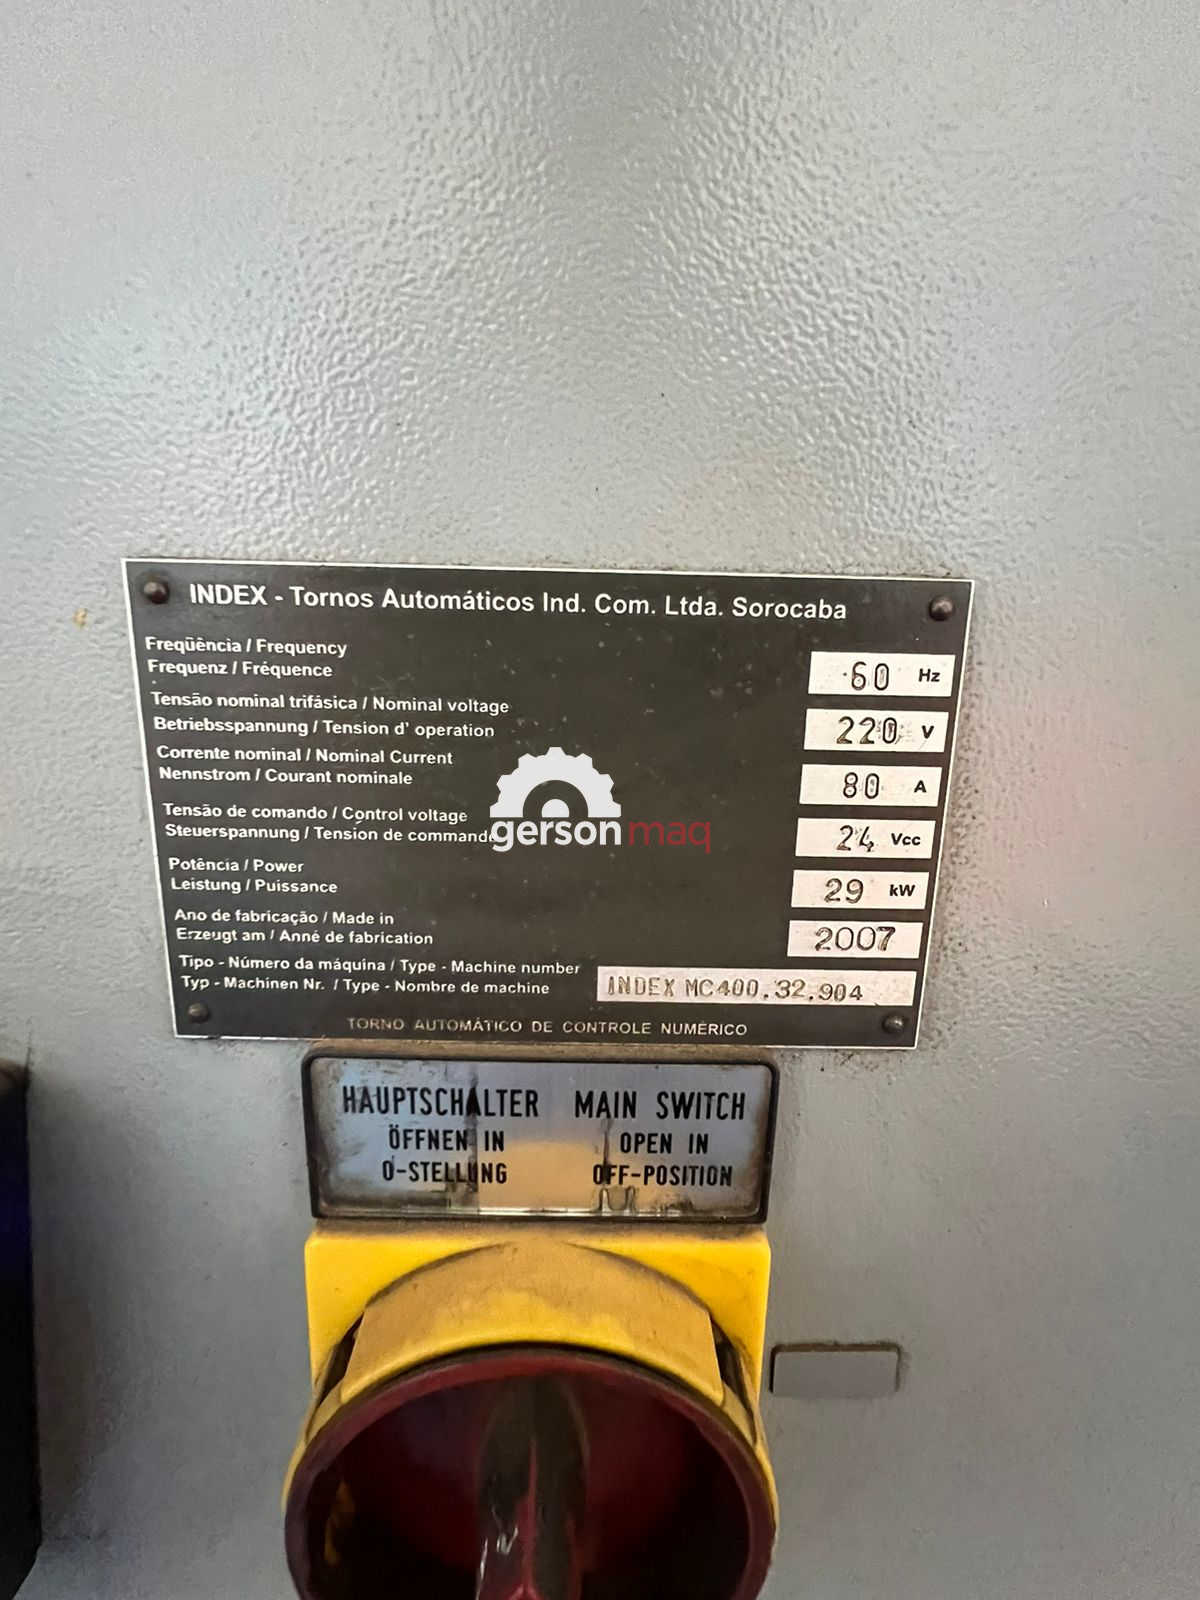 INDEX - Tornos Automáticos Ind. Com. Ltda. Sorocaba
Freqüência / Frequency
Frequenz / Fréquence
60 Hz
Tensão nominal trifásica / Nominal voltage
Betriebsspannung / Tension d' operation
220 V
Corrente nominal / Nominal Current
Nennstrom / Courant nominale
80 A
Tensão de comando / Control voltage
Steuerspannung / Tension de commande
24 Vcc
Potência / Power
Leistung / Puissance
29 kW
Ano de fabricação / Made in
Erzeugt am / Anné de fabrication
2007
Tipo - Número da máquina / Type - Machine number
Typ - Machinen Nr. / Type - Nombre de machine
INDEX MC400.32.904
TORNO AUTOMÁTICO DE CONTROLE NUMÉRICO
gersonmaq
HAUPTSCHALTER MAIN SWITCH
ÖFFNEN IN OPEN IN
0-STELLUNG OFF-POSITION